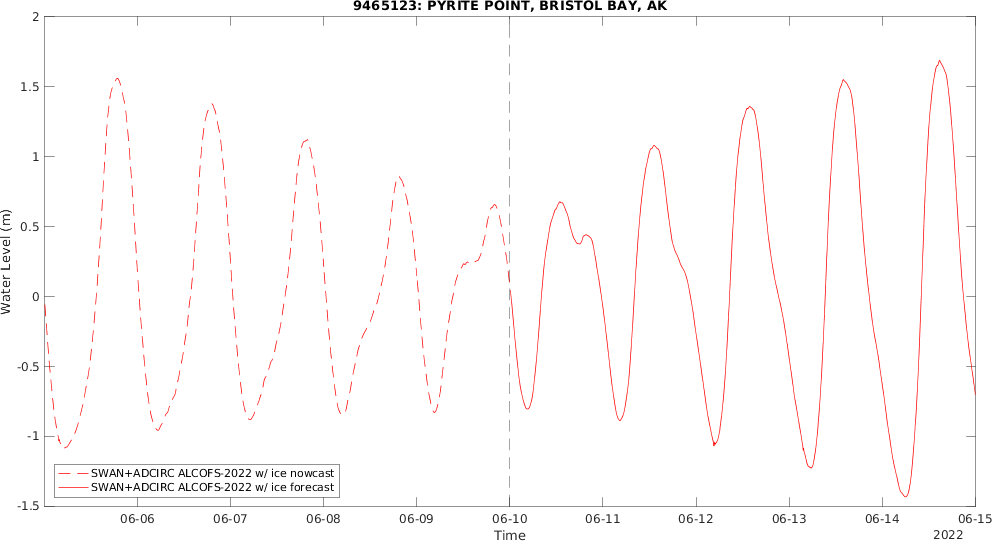 9465123: PYRITE POINT, BRISTOL BAY, AK
Water Level (m)
2
1.5
1
0.5
0
-0.5
-1
-1.5
SWAN+ADCIRC ALCOFS-2022 w/ ice nowcast
SWAN+ADCIRC ALCOFS-2022 w/ ice forecast
06-06 06-07 06-08 06-09 06-10 06-11 06-12 06-13 06-14 06-15
Time
2022